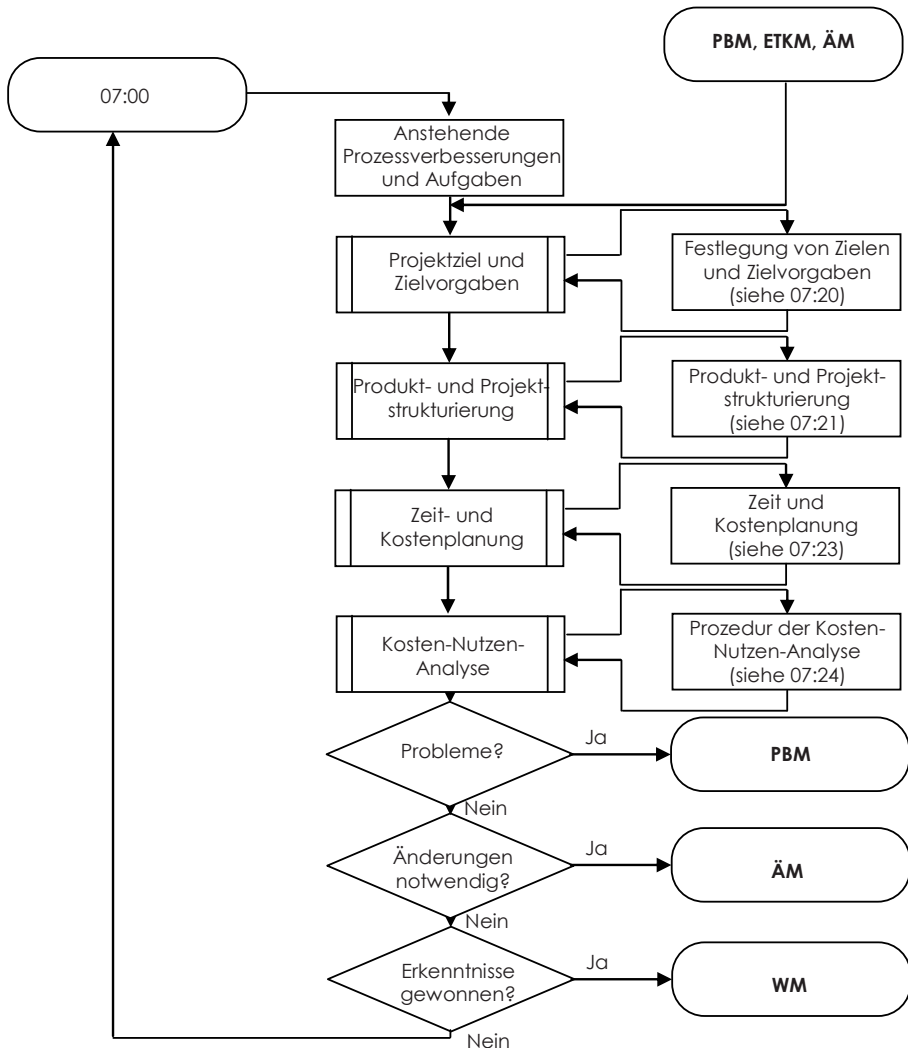 PBM, ETKM, ÄM
07:00
Anstehende
Prozessverbesserungen
und Aufgaben
Projektziel und
Zielvorgaben
Festlegung von Zielen
und Zielvorgaben
(siehe 07:20)
Produkt- und Projekt-
strukturierung
Produkt- und Projekt-
strukturierung
(siehe 07:21)
Zeit- und
Kostenplanung
Zeit und
Kostenplanung
(siehe 07:23)
Kosten-Nutzen-
Analyse
Prozedur der Kosten-
Nutzen-Analyse
(siehe 07:24)
Probleme?
Ja
PBM
Nein
Änderungen
notwendig?
Ja
ÄM
Nein
Erkenntnisse
gewonnen?
Ja
WM
Nein